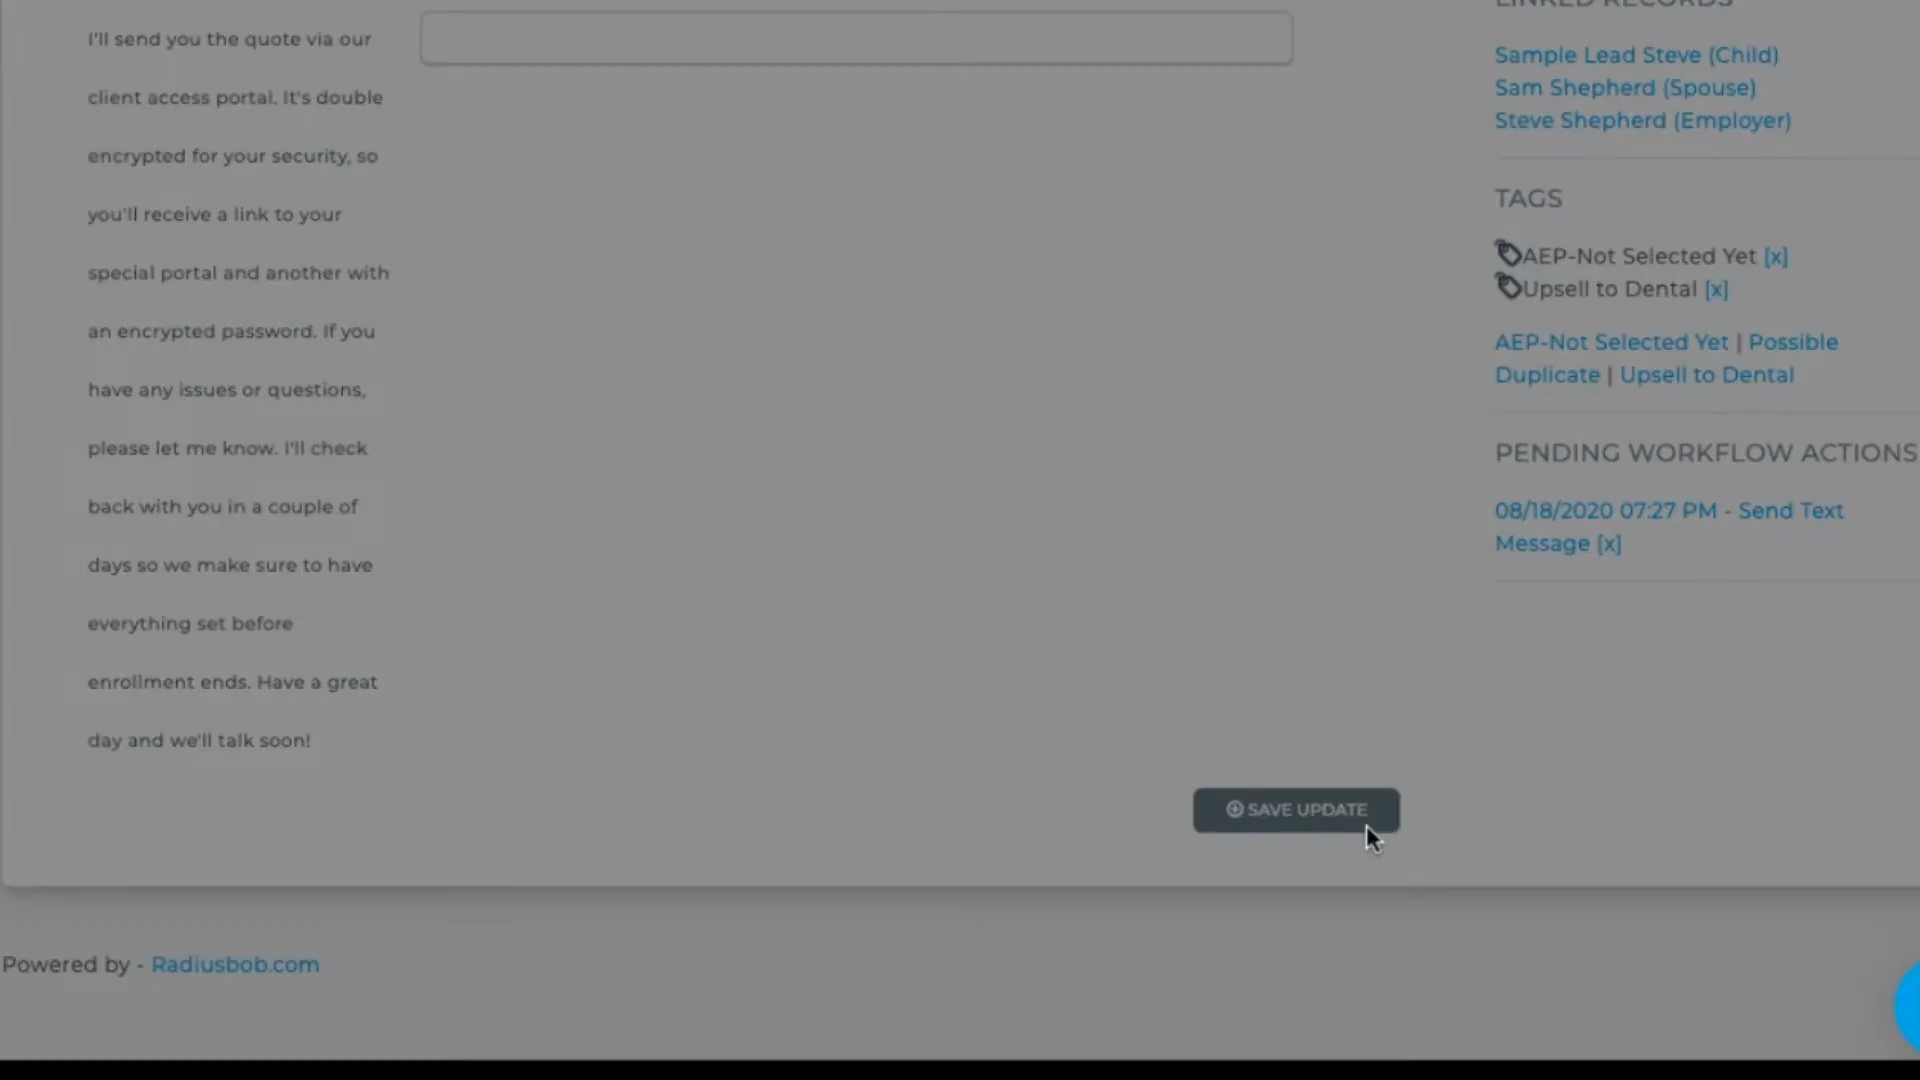 I'll send you the quote via our
client access portal. It's double
encrypted for your security, so
you'll receive a link to your
special portal and another with
an encrypted password. If you
have any issues or questions,
please let me know. I'll check
back with you in a couple of
days so we make sure to have
everything set before
enrollment ends. Have a great
day and we'll talk soon!
SAVE UPDATE
LINKED RECORDS
Sample Lead Steve (Child)
Sam Shepherd (Spouse)
Steve Shepherd (Employer)
TAGS
AEP-Not Selected Yet [x]
Upsell to Dental [x]
AEP-Not Selected Yet | Possible
Duplicate | Upsell to Dental
PENDING WORKFLOW ACTIONS
08/18/2020 07:27 PM - Send Text
Message [x]
Powered by - Radiusbob.com